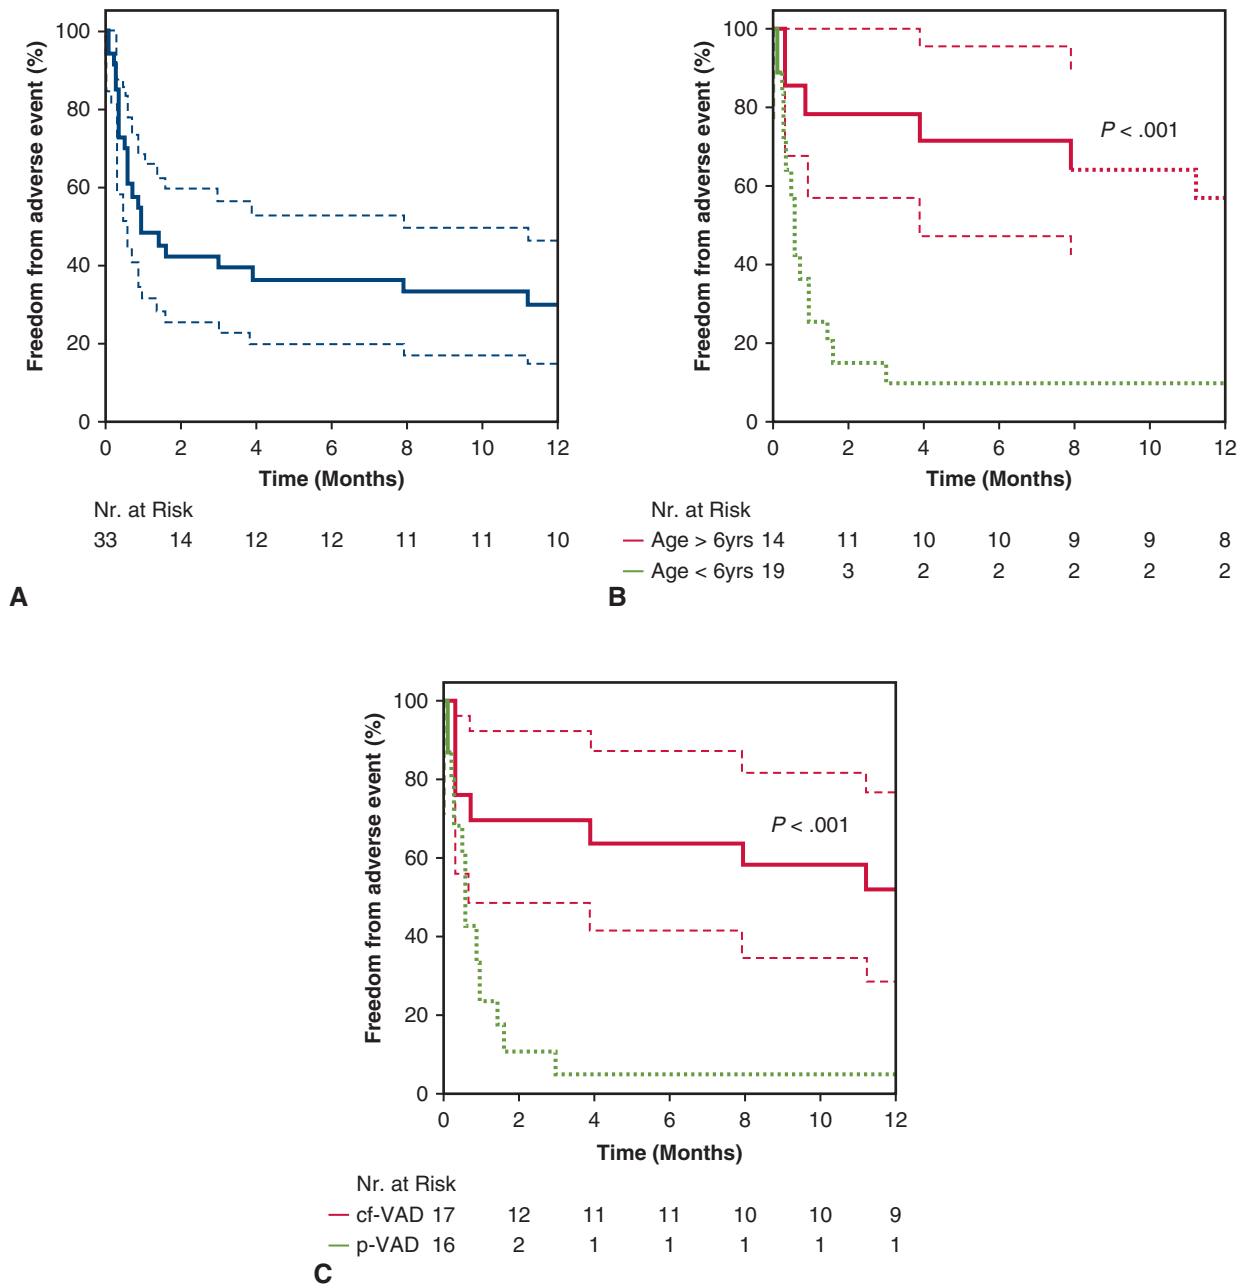 Freedom from adverse event (%)
100
80
60
40
20
0
0 2 4 6 8 10 12
Time (Months)
Nr. at Risk
33 14 12 12 11 11 10
A
Freedom from adverse event (%)
100
80
60
40
20
0
P < .001
0 2 4 6 8 10 12
Time (Months)
Nr. at Risk
Age > 6yrs 14 11 10 10 9 9 8
Age < 6yrs 19 3 2 2 2 2 2
B
Freedom from adverse event (%)
100
80
60
40
20
0
P < .001
0 2 4 6 8 10 12
Time (Months)
Nr. at Risk
cf-VAD 17 12 11 11 10 10 9
p-VAD 16 2 1 1 1 1 1
C